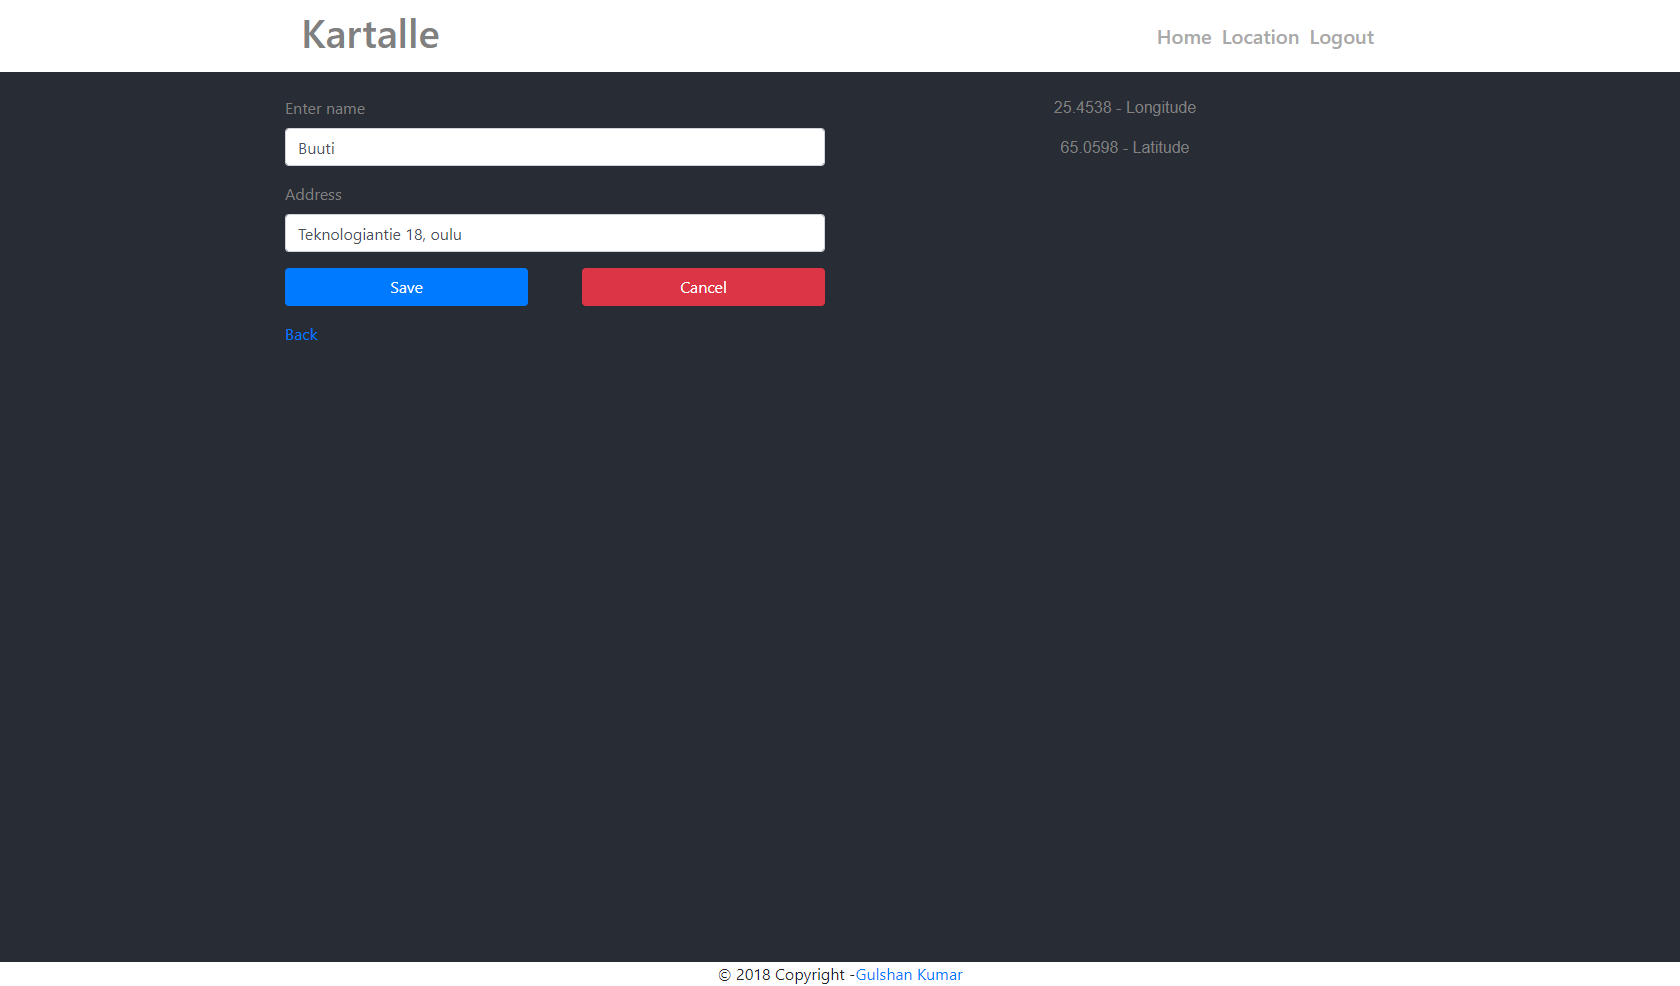 Kartalle
Home Location Logout
Enter name
Buuti
Address
Teknologiantie 18, oulu
Save Cancel
Back
25.4538 - Longitude
65.0598 - Latitude
© 2018 Copyright -Gulshan Kumar